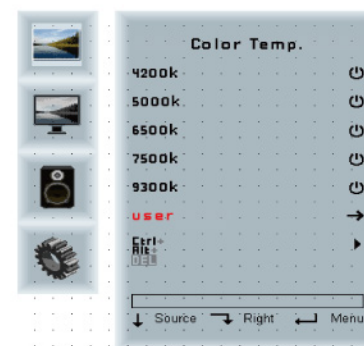 Color Temp.
4200k
5000k
6500k
7500k
9300k
user
Ctrl+
Alt+
DEL
Source Right Menu